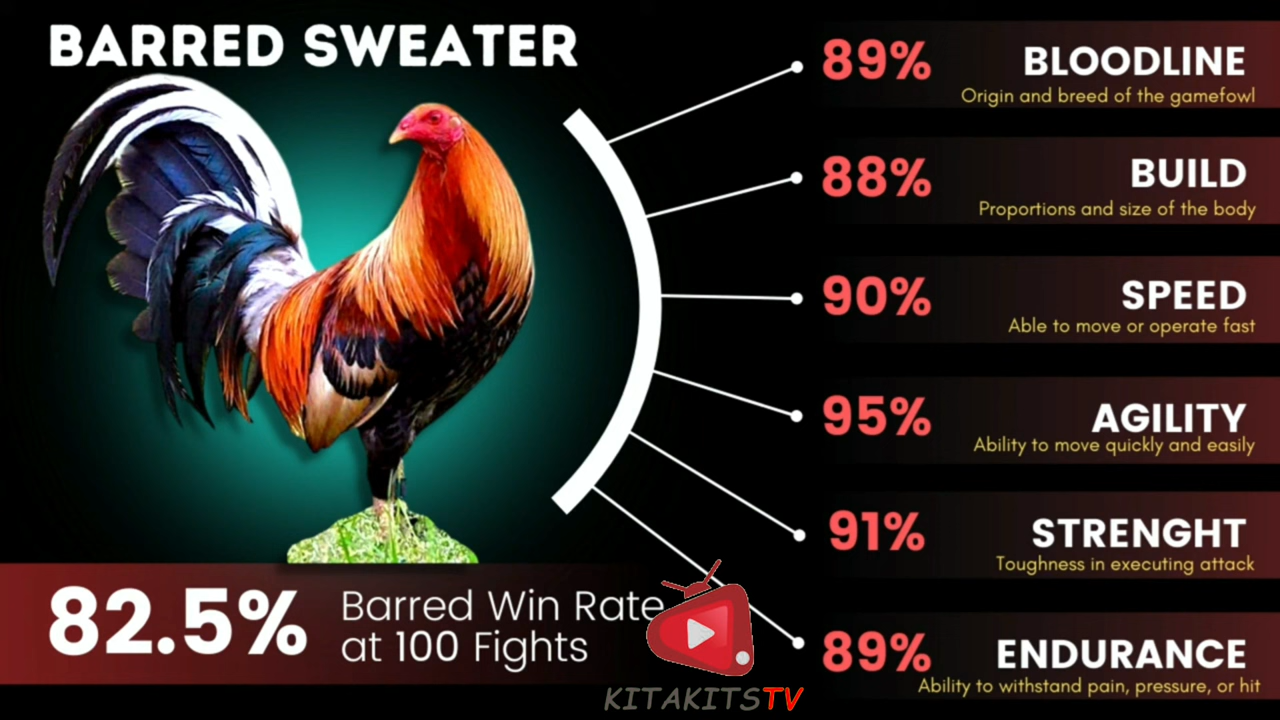 BARRED SWEATER
89% BLOODLINE
Origin and breed of the gamefowl
88% BUILD
Proportions and size of the body
90% SPEED
Able to move or operate fast
95% AGILITY
Ability to move quickly and easily
91% STRENGHT
Toughness in executing attack
89% ENDURANCE
Ability to withstand pain, pressure, or hit
82.5%
Barred Win Rate
at 100 Fights
KITAKITSTV